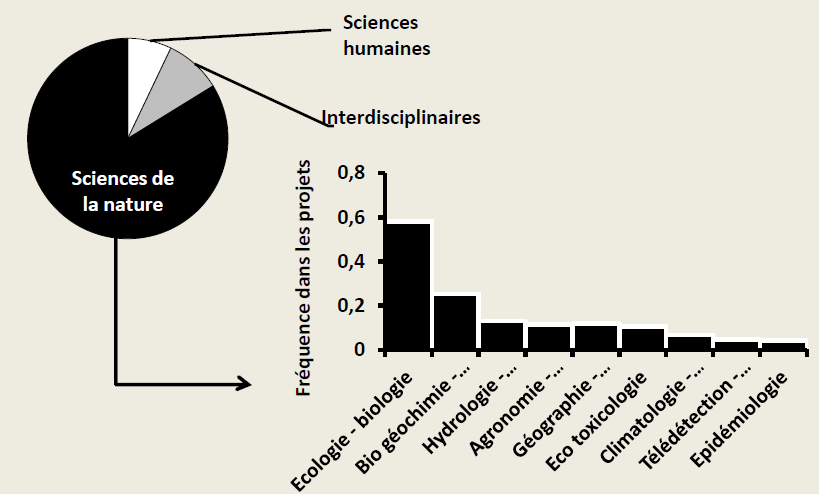 Sciences
humaines
Interdisciplinaires
Sciences de
la nature
Fréquence dans les projets
0,8
0,6
0,4
0,2
0
Ecologie - biologie
Bio géochimie -...
Hydrologie -...
Agronomie -...
Géographie -...
Eco toxicologie
Climatologie -...
Télédétection -...
Epidémiologie